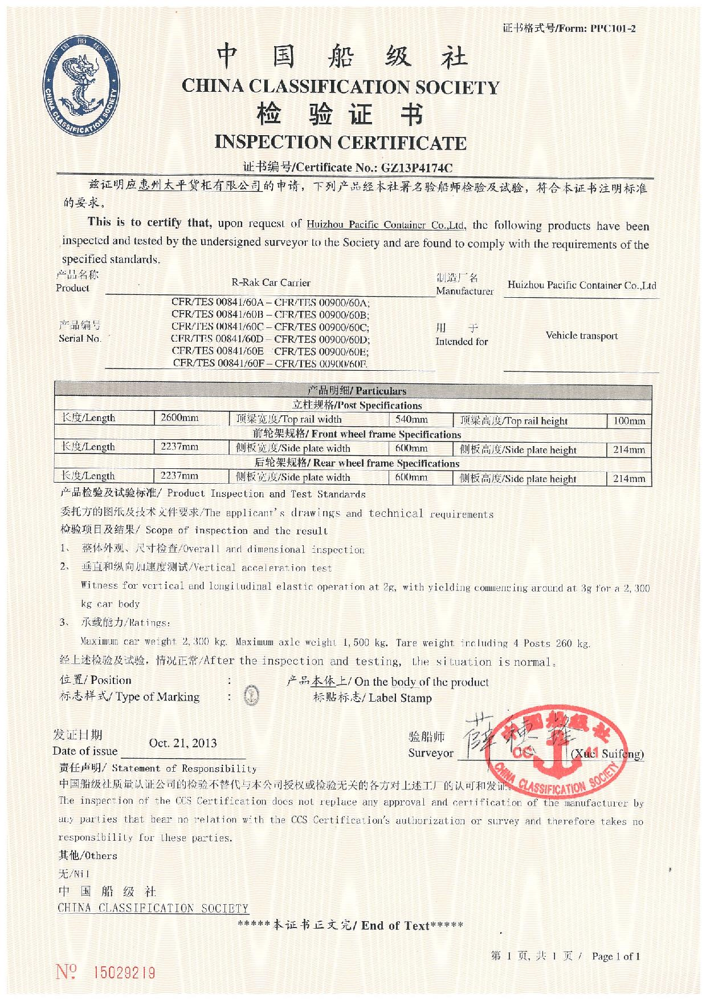 证书格式号/Form: PPC101-2
中国船级社
CHINA CLASSIFICATION SOCIETY
中国船级社
CHINA CLASSIFICATION SOCIETY
检验证书
INSPECTION CERTIFICATE
证书编号/Certificate No.: GZ13P4174C
兹证明应惠州太平货柜有限公司的申请，下列产品经本社署名验船师检验及试验，符合本证书注明标准
的要求。
This is to certify that, upon request of Huizhou Pacific Container Co.,Ltd, the following products have been
inspected and tested by the undersigned surveyor to the Society and are found to comply with the requirements of the
specified standards.
产品名称 制造厂名
Product R-Rak Car Carrier Manufacturer Huizhou Pacific Container Co.,Ltd
CFR/TES 00841/60A – CFR/TES 00900/60A;
CFR/TES 00841/60B – CFR/TES 00900/60B;
产品编号 CFR/TES 00841/60C – CFR/TES 00900/60C; 用于
Serial No. CFR/TES 00841/60D – CFR/TES 00900/60D; Intended for Vehicle transport
CFR/TES 00841/60E CFR/TES 00900/60E;
CFR/TES 00841/60F – CFR/TES 00900/60F.
产品明细/ Particulars
立柱规格/Post Specifications
长度/Length 2600mm 顶梁宽度/Top rail width 540mm 顶梁高度/Top rail height 100mm
前轮架规格/ Front wheel frame Specifications
长度/Length 2237mm 侧板宽度/Side plate width 600mm 侧板高度/Side plate height 214mm
后轮架规格/ Rear wheel frame Specifications
长度/Length 2237mm 侧板宽度/Side plate width 600mm 侧板高度/Side plate height 214mm
产品检验及试验标准/ Product Inspection and Test Standards
委托方的图纸及技术文件要求/The applicant's drawings and technical requirements
检验项目及结果/ Scope of inspection and the result
1、 整体外观、尺寸检查/Overall and dimensional inspection
2、 垂直和纵向加速度测试/Vertical acceleration test
Witness for vertical and longitudinal elastic operation at 2g, with yielding commencing around at 3g for a 2,300
kg car body
3、 承载能力/Ratings:
Maximum car weight 2,300 kg. Maximum axle weight 1,500 kg. Tare weight including 4 Posts 260 kg.
经上述检验及试验，情况正常/After the inspection and testing, the situation is normal。
位置/ Position : 产品本体上/ On the body of the product
标志样式/ Type of Marking : 标贴标志/ Label Stamp
发证日期 验船师 薛穗锋
Date of issue Oct. 21, 2013 Surveyor (Xue Suifeng)
中国船级社
CHINA CLASSIFICATION SOCIETY
责任声明/ Statement of Responsibility
中国船级社质量认证公司的检验不替代与本公司授权或检验无关的各方对上述工厂的认可和发证
The inspection of the CCS Certification does not replace any approval and certification of the manufacturer by
any parties that bear no relation with the CCS Certification's authorization or survey and therefore takes no
responsibility for these parties.
其他/Others
无/Nil
中国船级社
CHINA CLASSIFICATION SOCIETY
*****本证书正文完/ End of Text*****
第 1 页, 共 1 页 / Page 1 of 1
Nº 15029219